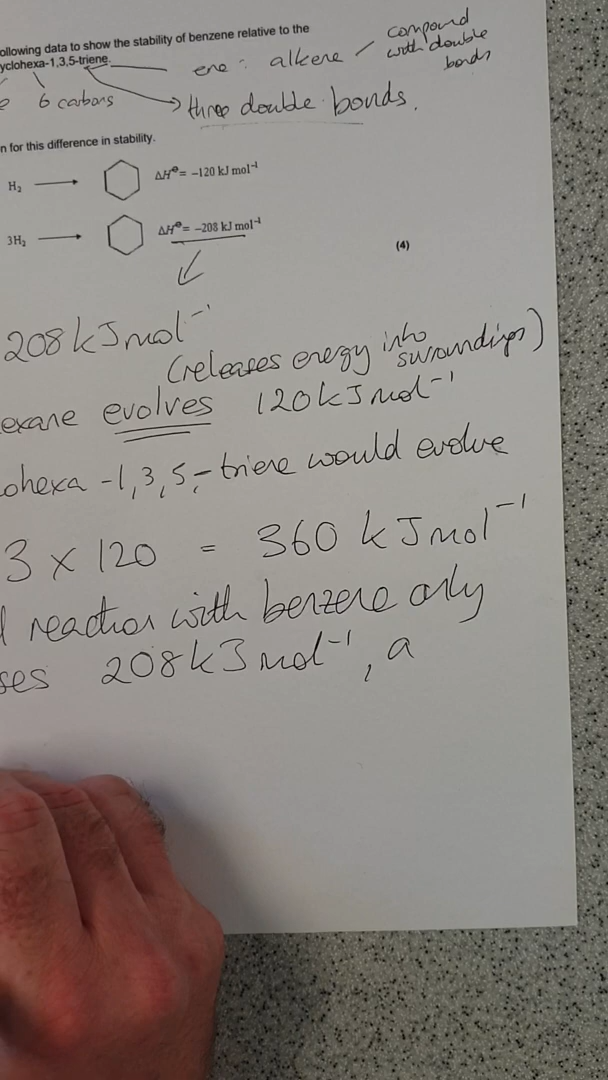 ollowing data to show the stability of benzene relative to the
yclohexa-1,3,5-triene.
ene : alkene / compound
with double
bonds
e 6 carbons
three double bonds.
n for this difference in stability.
H₂ ⟶ ΔH⦵= −120 kJ mol⁻¹
3H₂ ⟶ ΔH⦵= −208 kJ mol⁻¹
(4)
208 kJ mol⁻¹
(releases energy into
surroundings)
exane evolves 120 kJ mol⁻¹
ohexa -1,3,5,- triene would evolve
3 x 120 = 360 kJ mol⁻¹
l reaction with benzene only
ses 208 kJ mol⁻¹, a